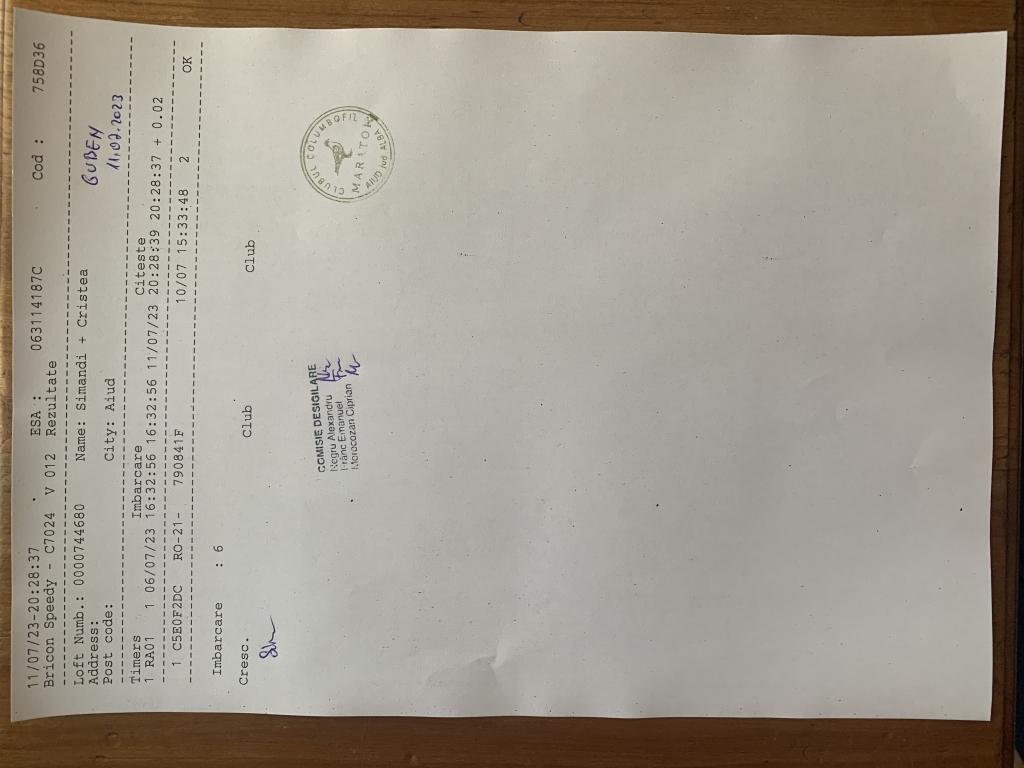 11/07/23-20:28:37 ESA : 063114187C Cod : 758D36
Bricon Speedy - C7024 V 012 Rezultate
Loft Numb.: 0000744680 Name: Simandi + Cristea
Address:
GUBEN
Post code: City: Aiud
11.07.2023
Timers Imbarcare Citeste
1 RA01 1 06/07/23 16:32:56 16:32:56 11/07/23 20:28:39 20:28:37 + 0.02
1 C5E0F2DC RO-21- 790841F 10/07 15:33:48 2 OK
Imbarcare : 6
Cresc. Club Club
COMISIE DESIGILARE
Negru Alexandru
Frânc Emanuel
Morocozan Ciprian
CLUBUL COLUMBOFIL
MARATON
AIUD Jud ALBA